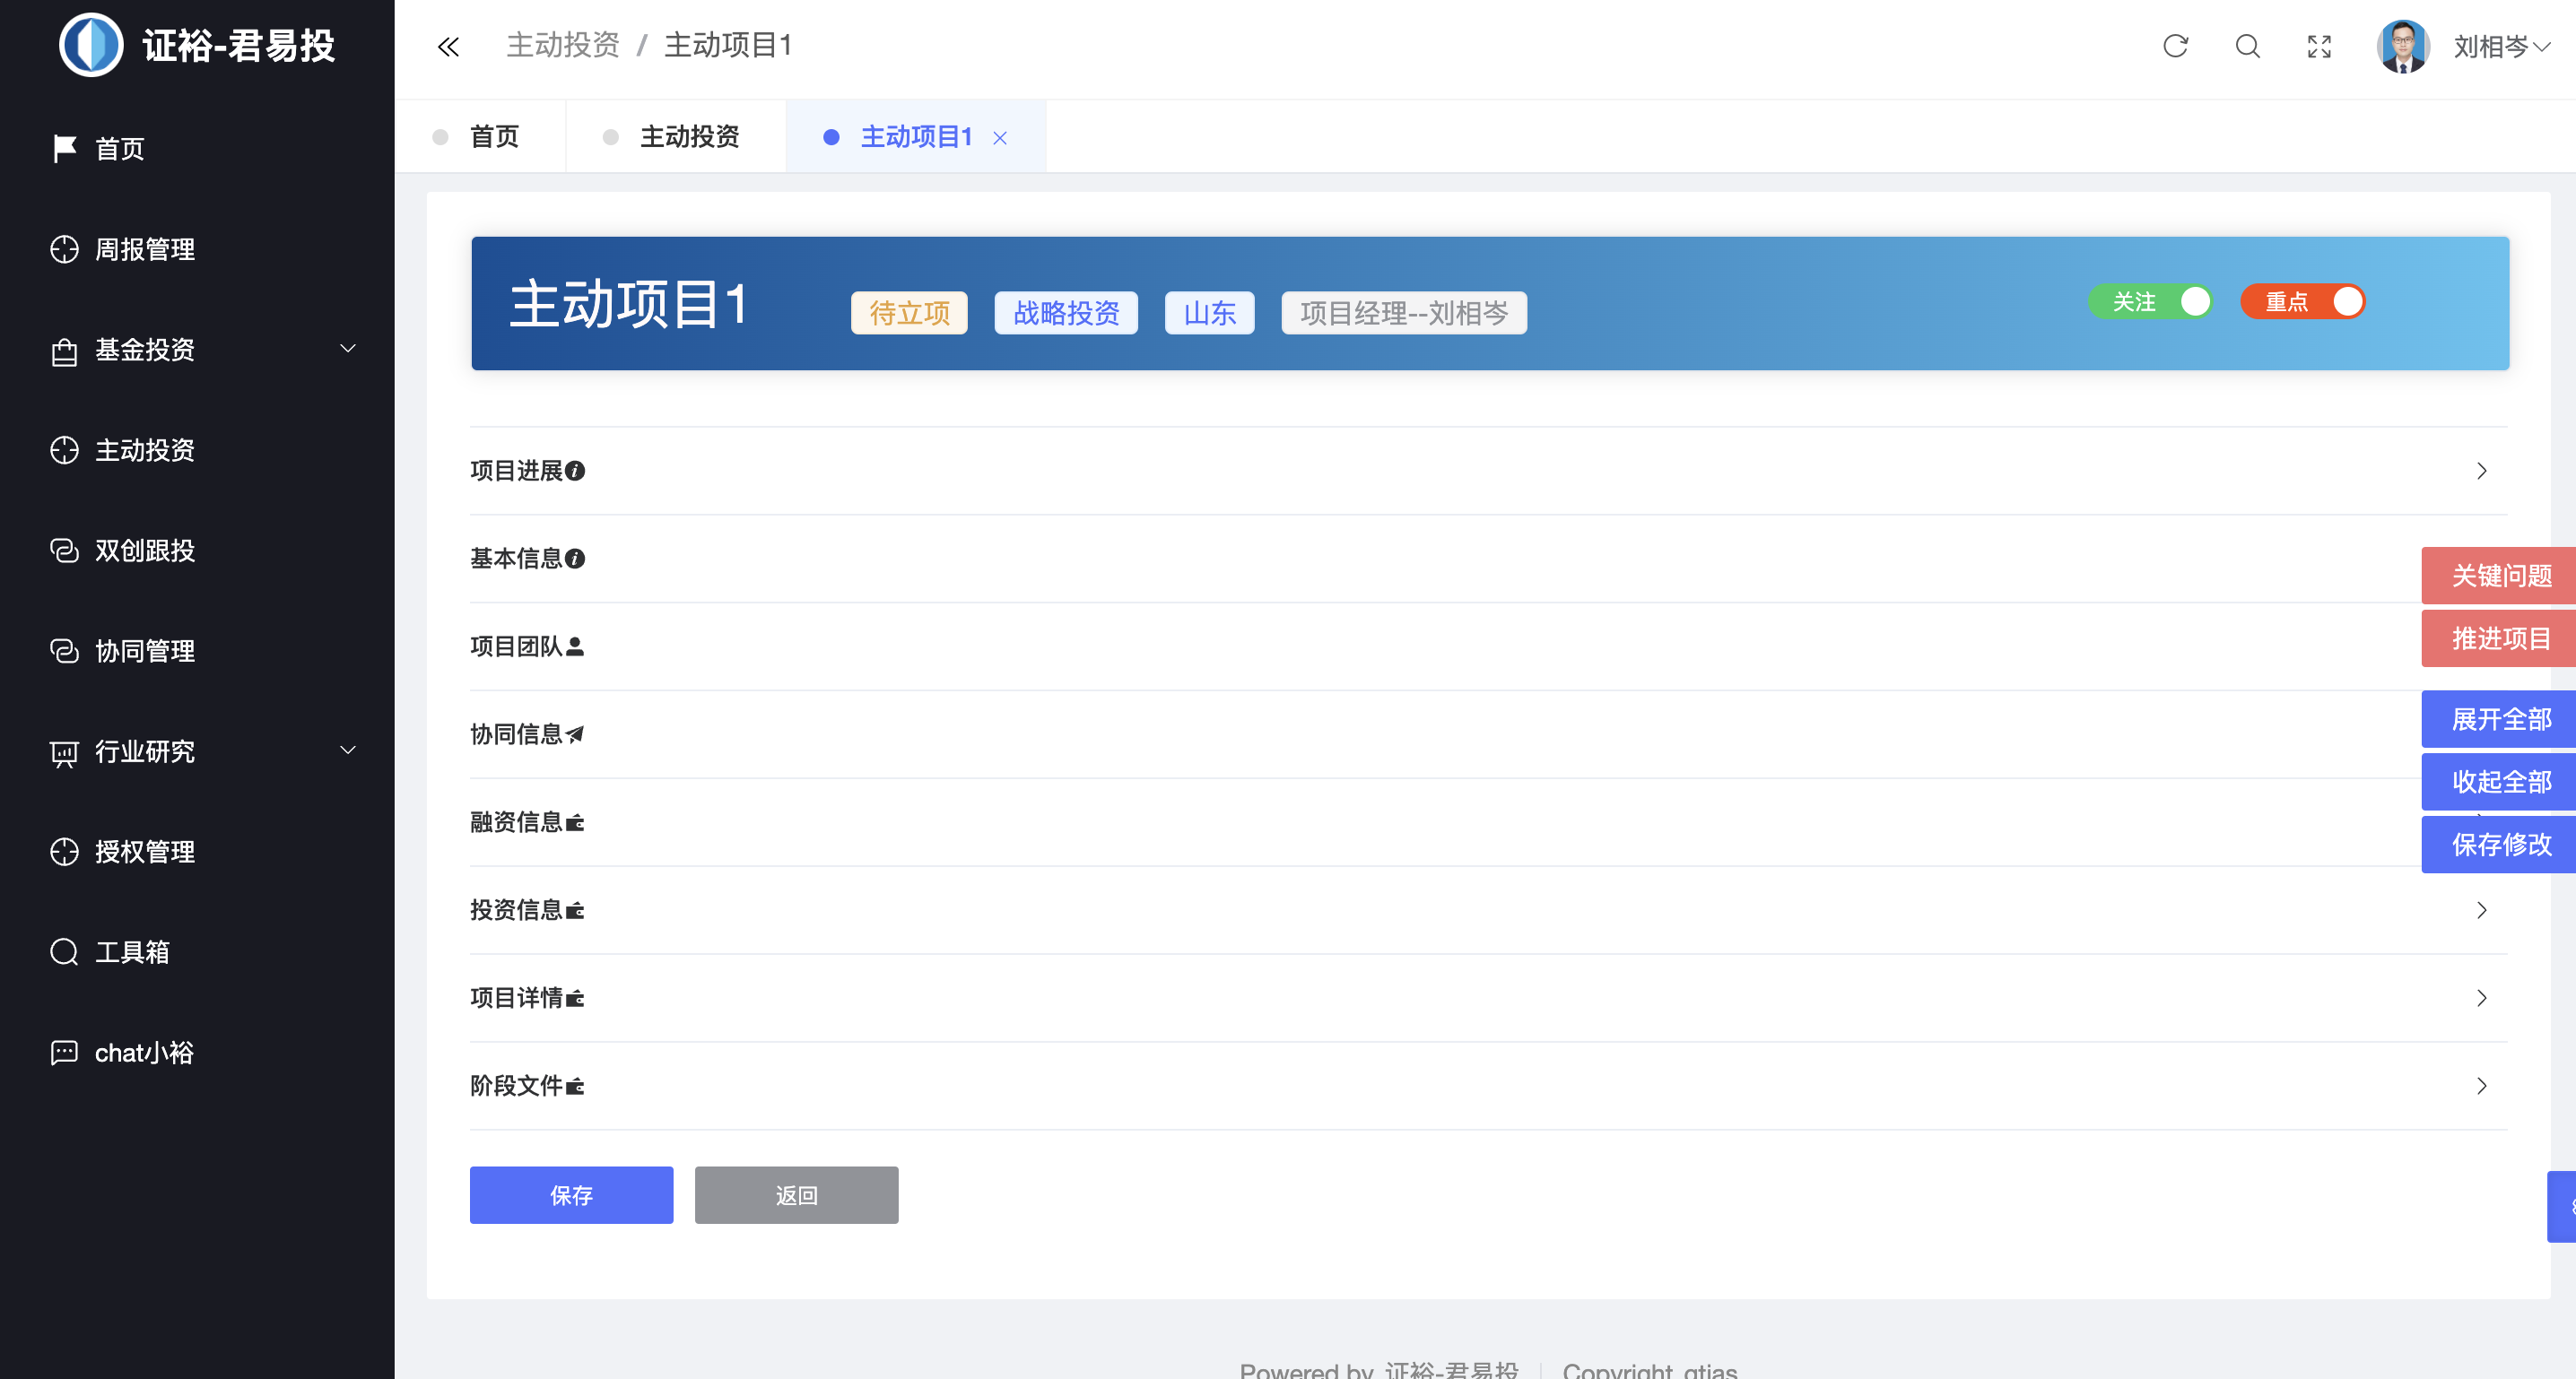 证裕-君易投
首页
周报管理
基金投资
主动投资
双创跟投
协同管理
行业研究
授权管理
工具箱
chat小裕
主动投资 / 主动项目1
刘相岑
首页
主动投资
主动项目1
主动项目1
待立项
战略投资
山东
项目经理--刘相岑
关注
重点
项目进展
基本信息
项目团队
协同信息
融资信息
投资信息
项目详情
阶段文件
关键问题
推进项目
展开全部
收起全部
保存修改
保存
返回
Powered by 证裕-君易投 | Copyright gtjas